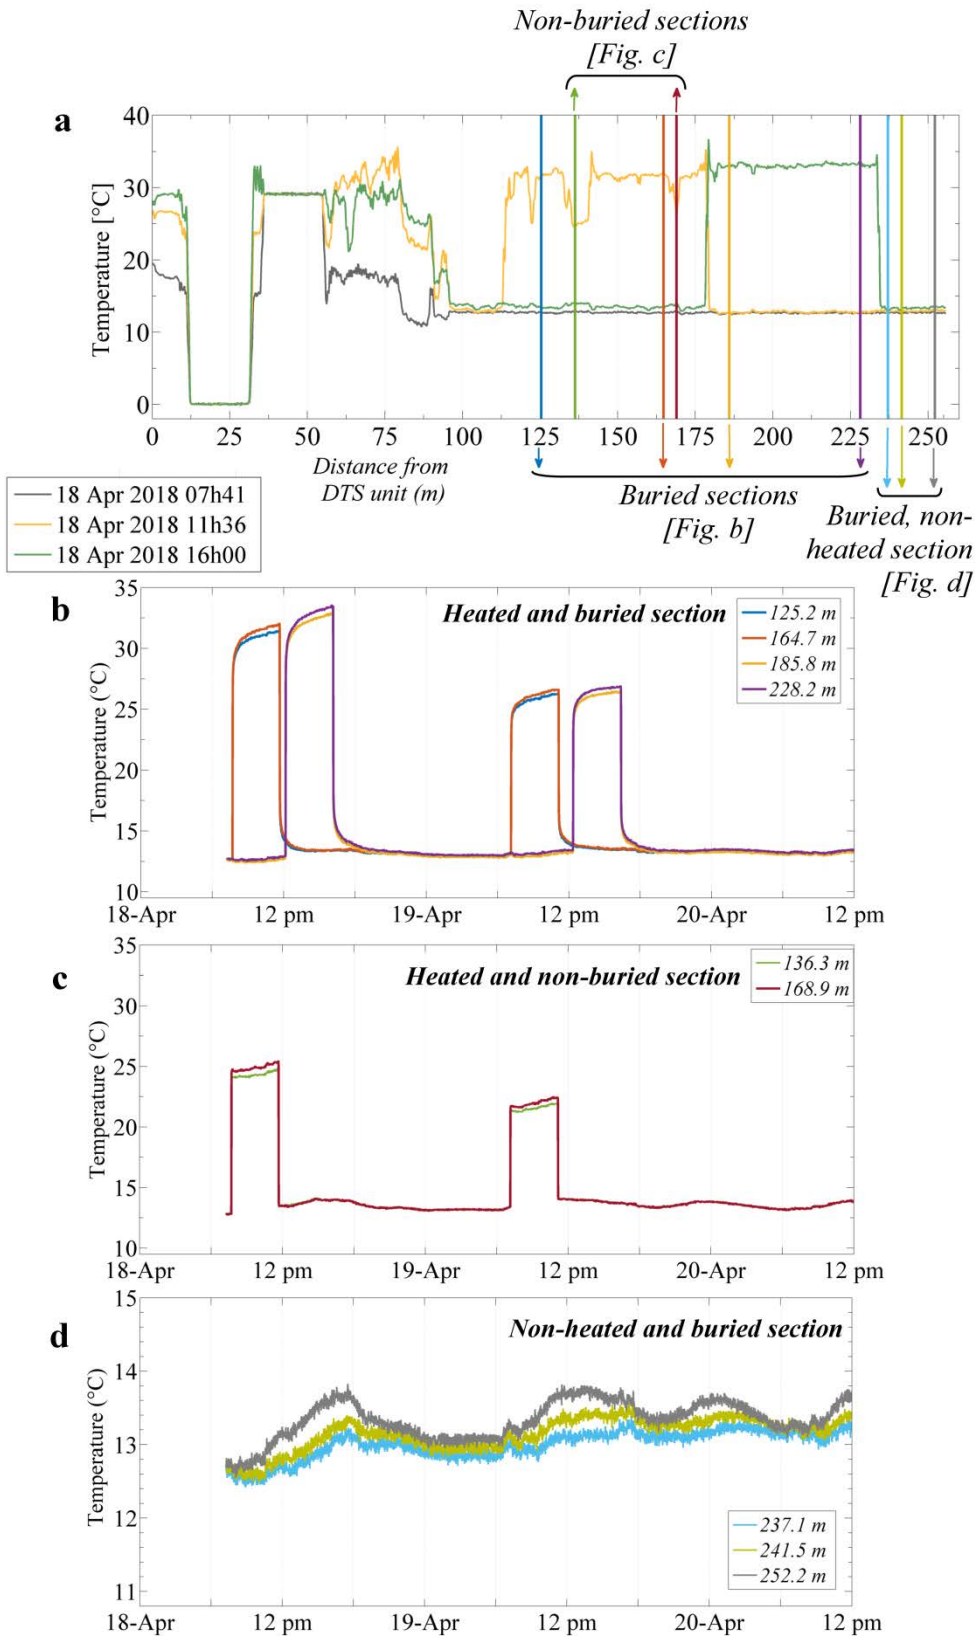 Non-buried sections
[Fig. c]
a
40
30
20
10
0
Temperature [°C]
0 25 50 75 100 125 150 175 200 225 250
Distance from
DTS unit (m)
18 Apr 2018 07h41
18 Apr 2018 11h36
18 Apr 2018 16h00
Buried sections
[Fig. b]
Buried, non-
heated section
[Fig. d]
b
Heated and buried section
125.2 m
164.7 m
185.8 m
228.2 m
35
30
25
20
15
10
Temperature (°C)
18-Apr 12 pm 19-Apr 12 pm 20-Apr 12 pm
c
Heated and non-buried section
136.3 m
168.9 m
35
30
25
20
15
10
Temperature (°C)
18-Apr 12 pm 19-Apr 12 pm 20-Apr 12 pm
d
Non-heated and buried section
15
14
13
12
11
Temperature (°C)
237.1 m
241.5 m
252.2 m
18-Apr 12 pm 19-Apr 12 pm 20-Apr 12 pm